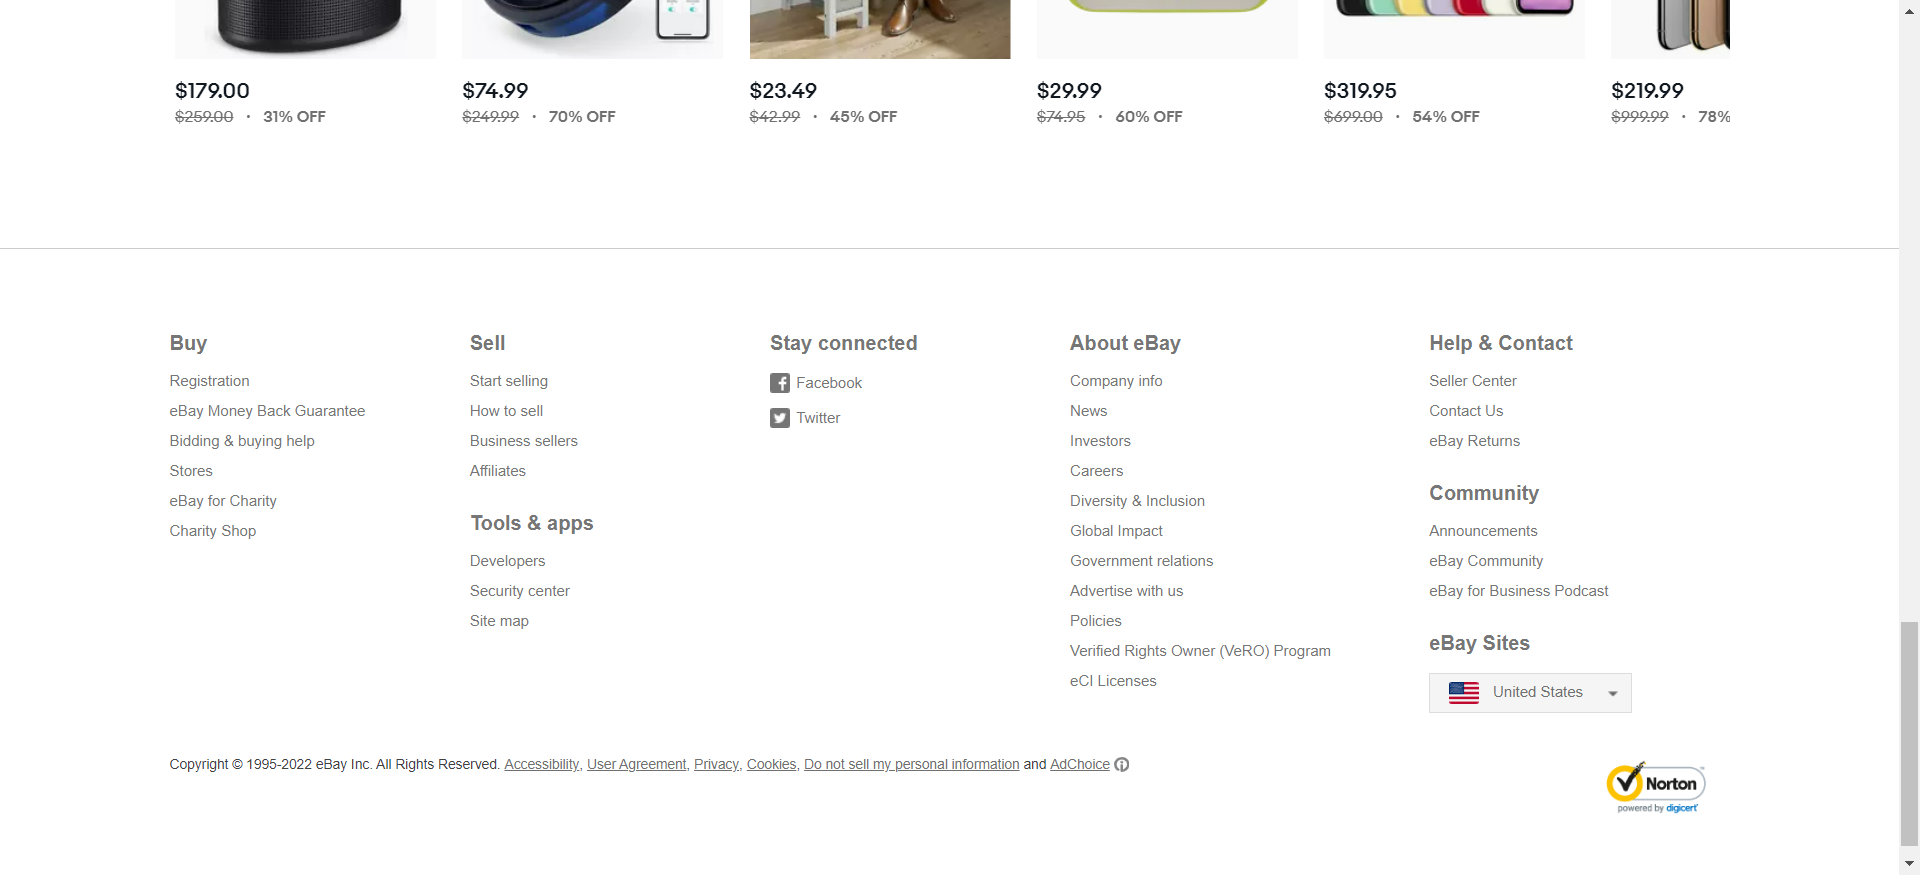 $179.00
$259.00 · 31% OFF
$74.99
$249.99 · 70% OFF
$23.49
$42.99 · 45% OFF
$29.99
$74.95 · 60% OFF
$319.95
$699.00 · 54% OFF
$219.99
$999.99 · 78%
Buy
Registration
eBay Money Back Guarantee
Bidding & buying help
Stores
eBay for Charity
Charity Shop
Sell
Start selling
How to sell
Business sellers
Affiliates
Tools & apps
Developers
Security center
Site map
Stay connected
Facebook
Twitter
About eBay
Company info
News
Investors
Careers
Diversity & Inclusion
Global Impact
Government relations
Advertise with us
Policies
Verified Rights Owner (VeRO) Program
eCI Licenses
Help & Contact
Seller Center
Contact Us
eBay Returns
Community
Announcements
eBay Community
eBay for Business Podcast
eBay Sites
United States
Copyright © 1995-2022 eBay Inc. All Rights Reserved. Accessibility, User Agreement, Privacy, Cookies, Do not sell my personal information and AdChoice
Norton
powered by digicert